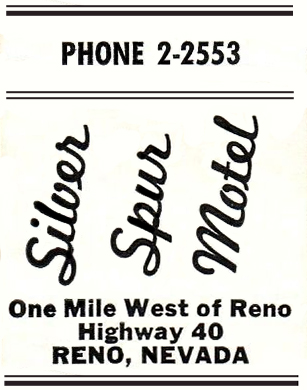 PHONE 2-2553
Silver
Spur
Motel
One Mile West of Reno
Highway 40
RENO, NEVADA